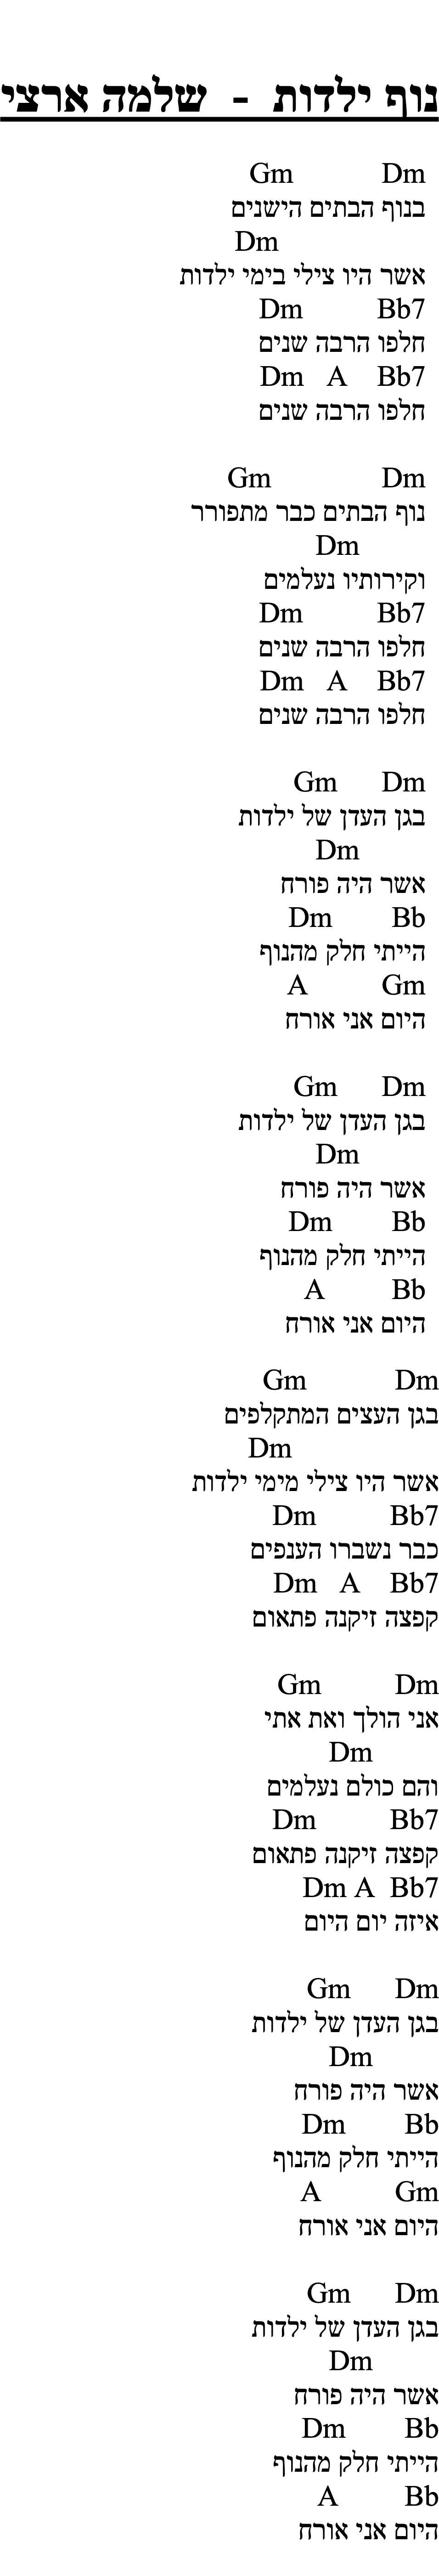 נוף ילדות - שלמה ארצי
Dm Gm
בנוף הבתים הישנים
Dm
אשר היו צילי בימי ילדות
Bb7 Dm
חלפו הרבה שנים
Bb7 A Dm
חלפו הרבה שנים
Dm Gm
נוף הבתים כבר מתפורר
Dm
וקירותיו נעלמים
Bb7 Dm
חלפו הרבה שנים
Bb7 A Dm
חלפו הרבה שנים
Dm Gm
בגן העדן של ילדות
Dm
אשר היה פורח
Bb Dm
הייתי חלק מהנוף
Gm A
היום אני אורח
Dm Gm
בגן העדן של ילדות
Dm
אשר היה פורח
Bb Dm
הייתי חלק מהנוף
Bb A
היום אני אורח
Dm Gm
בגן העצים המתקלפים
Dm
אשר היו צילי מימי ילדות
Bb7 Dm
כבר נשברו הענפים
Bb7 A Dm
קפצה זיקנה פתאום
Dm Gm
אני הולך ואת אתי
Dm
והם כולם נעלמים
Bb7 Dm
קפצה זיקנה פתאום
Bb7 A Dm
איזה יום היום
Dm Gm
בגן העדן של ילדות
Dm
אשר היה פורח
Bb Dm
הייתי חלק מהנוף
Gm A
היום אני אורח
Dm Gm
בגן העדן של ילדות
Dm
אשר היה פורח
Bb Dm
הייתי חלק מהנוף
Bb A
היום אני אורח